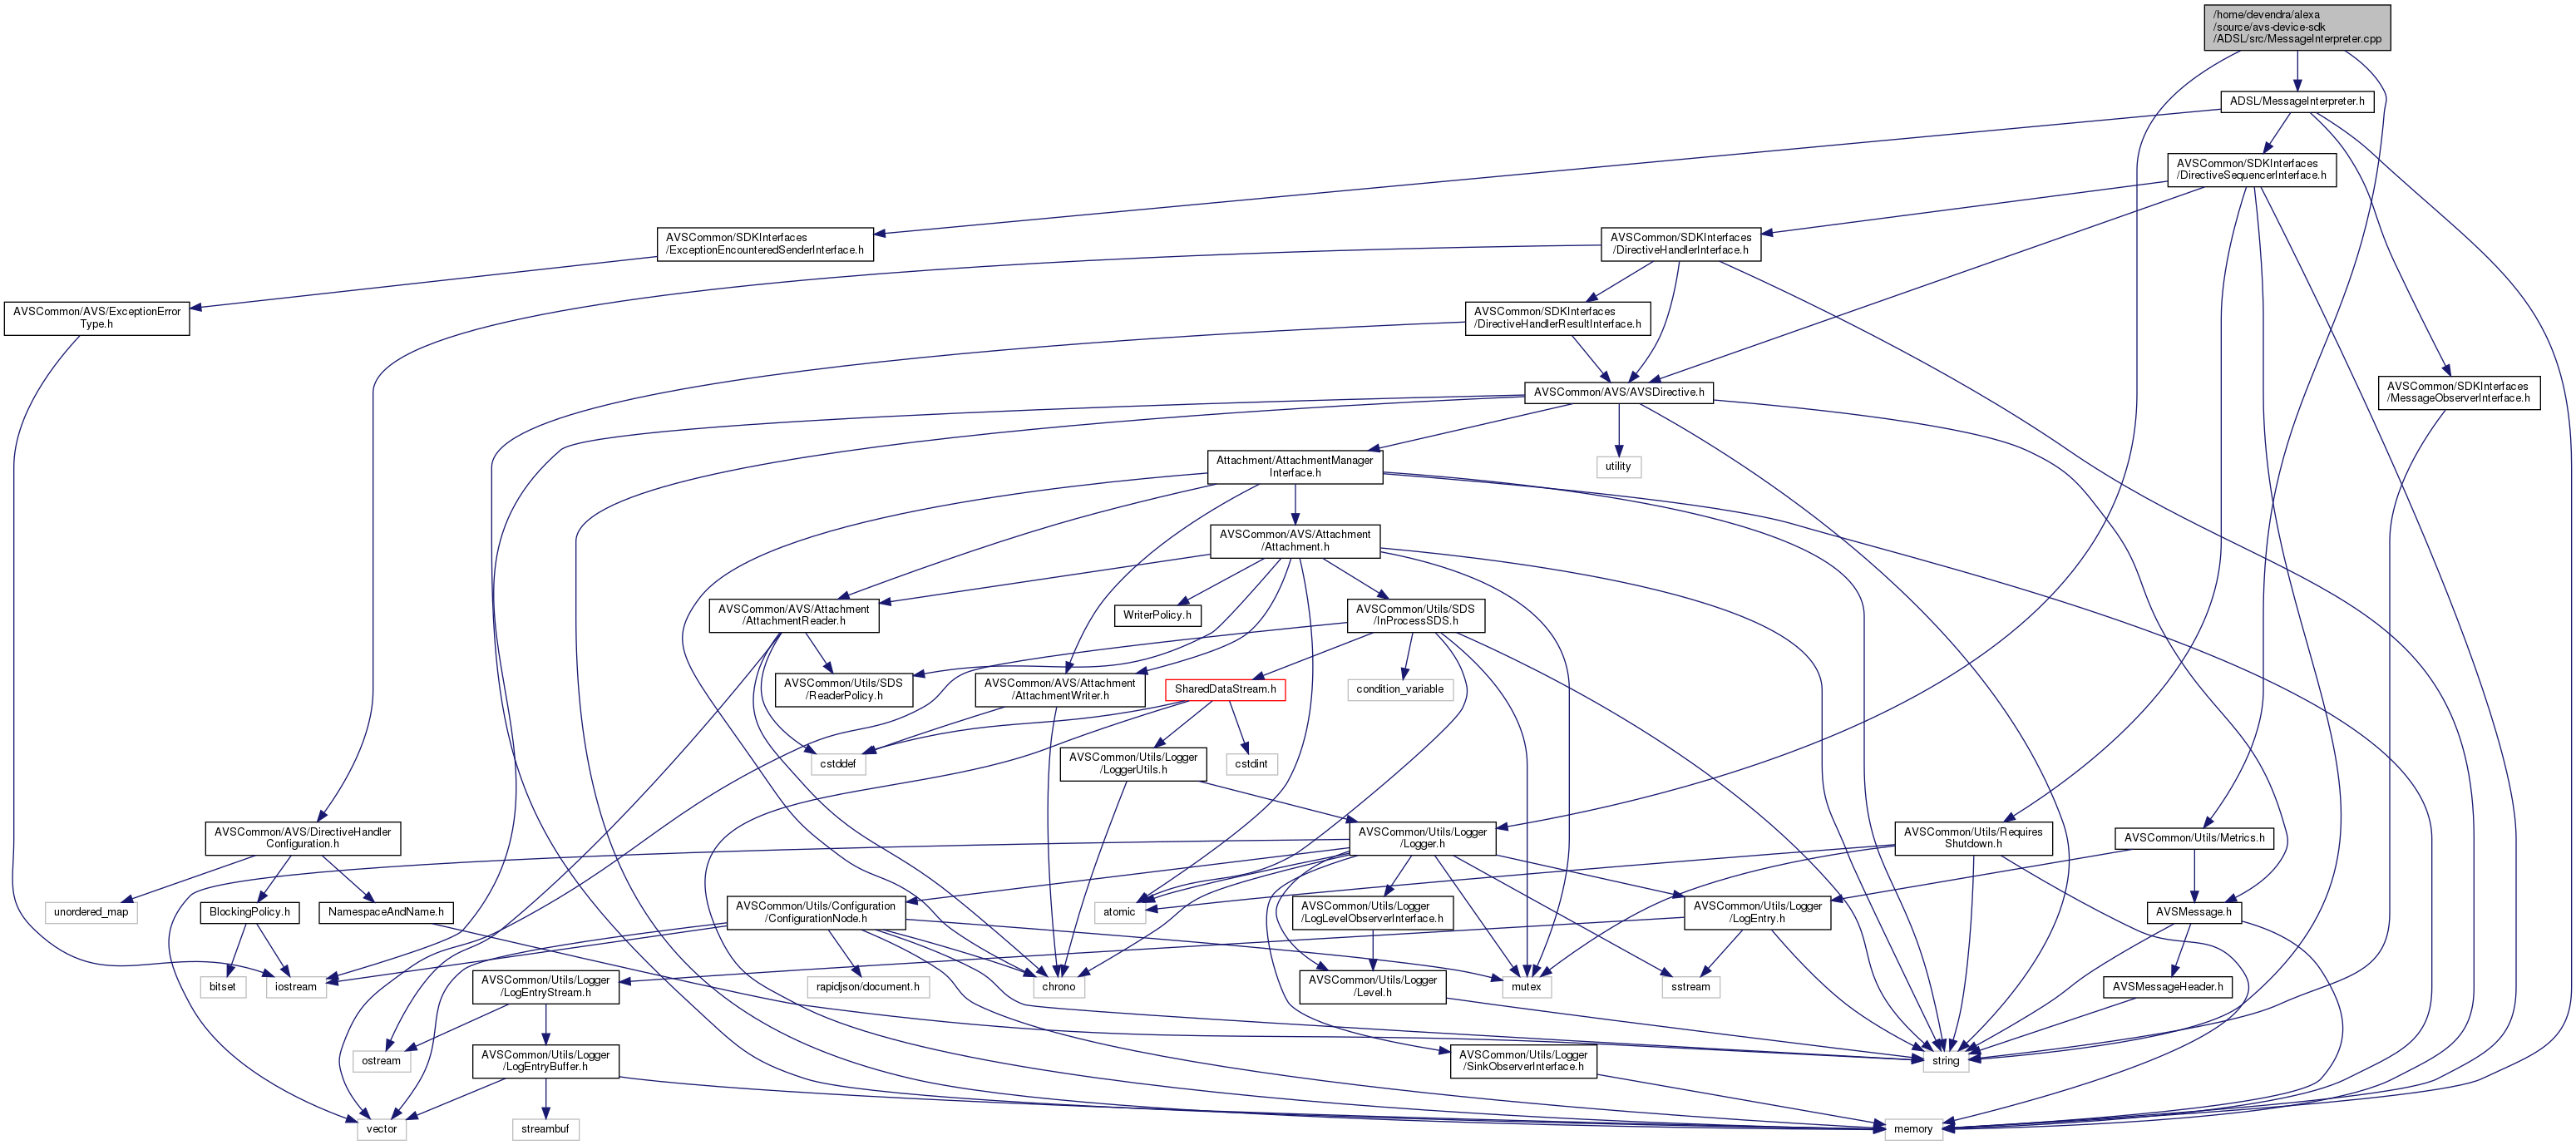 /home/devendra/alexa
/source/avs-device-sdk
/ADSL/src/MessageInterpreter.cpp
ADSL/MessageInterpreter.h
AVSCommon/SDKInterfaces
/DirectiveSequencerInterface.h
AVSCommon/SDKInterfaces
/ExceptionEncounteredSenderInterface.h
AVSCommon/SDKInterfaces
/DirectiveHandlerInterface.h
AVSCommon/AVS/ExceptionError
Type.h
AVSCommon/SDKInterfaces
/DirectiveHandlerResultInterface.h
AVSCommon/AVS/AVSDirective.h
AVSCommon/SDKInterfaces
/MessageObserverInterface.h
Attachment/AttachmentManager
Interface.h
utility
AVSCommon/AVS/Attachment
/Attachment.h
AVSCommon/AVS/Attachment
/AttachmentReader.h
WriterPolicy.h
AVSCommon/Utils/SDS
/InProcessSDS.h
AVSCommon/Utils/SDS
/ReaderPolicy.h
AVSCommon/AVS/Attachment
/AttachmentWriter.h
SharedDataStream.h
condition_variable
cstddef
AVSCommon/Utils/Logger
/LoggerUtils.h
cstdint
AVSCommon/AVS/DirectiveHandler
Configuration.h
AVSCommon/Utils/Logger
/Logger.h
AVSCommon/Utils/Requires
Shutdown.h
AVSCommon/Utils/Metrics.h
unordered_map
BlockingPolicy.h
NamespaceAndName.h
AVSCommon/Utils/Configuration
/ConfigurationNode.h
atomic
AVSCommon/Utils/Logger
/LogLevelObserverInterface.h
AVSCommon/Utils/Logger
/LogEntry.h
AVSMessage.h
bitset
iostream
AVSCommon/Utils/Logger
/LogEntryStream.h
rapidjson/document.h
chrono
AVSCommon/Utils/Logger
/Level.h
mutex
sstream
AVSMessageHeader.h
ostream
AVSCommon/Utils/Logger
/LogEntryBuffer.h
AVSCommon/Utils/Logger
/SinkObserverInterface.h
string
vector
streambuf
memory